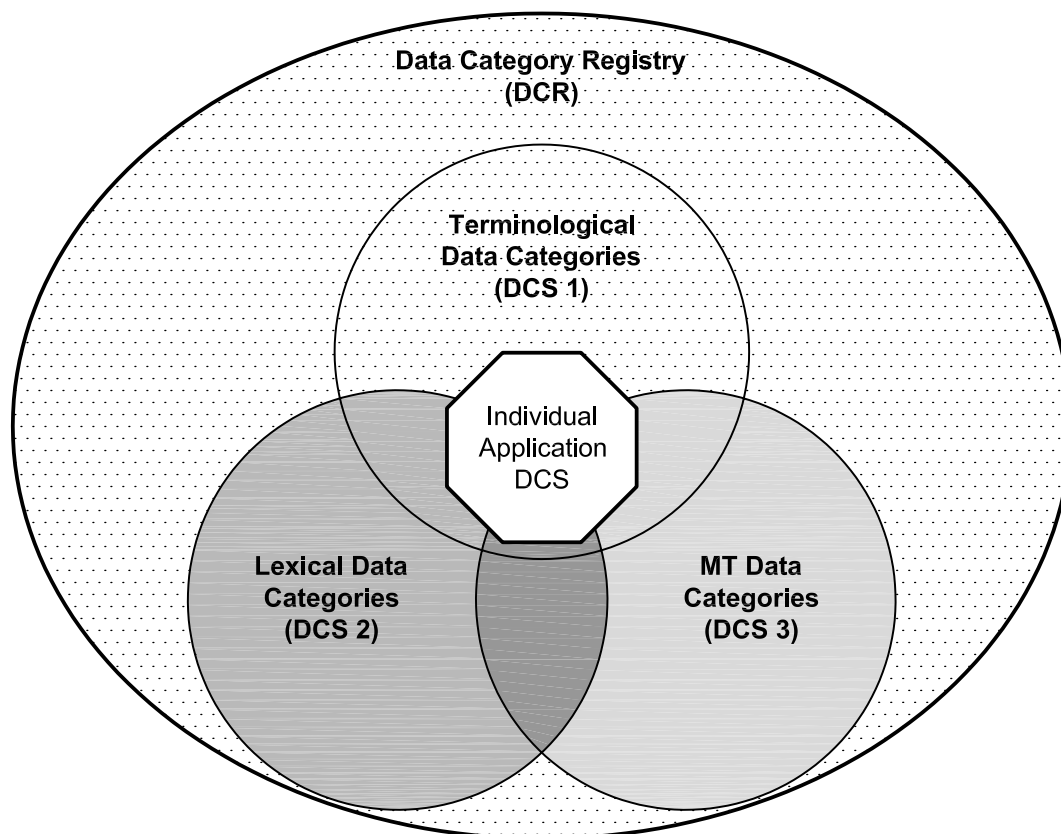 Data Category Registry
(DCR)
Terminological
Data Categories
(DCS 1)
Individual
Application
DCS
Lexical Data
Categories
(DCS 2)
MT Data
Categories
(DCS 3)